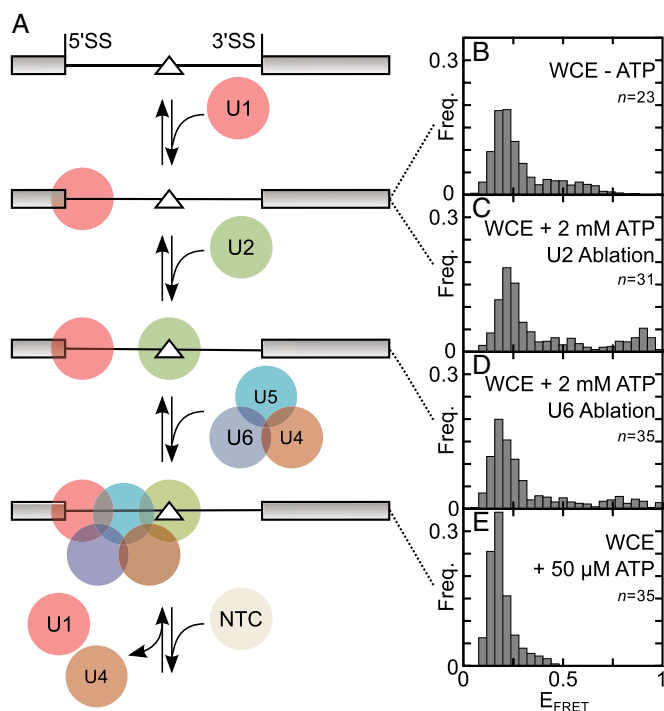 A
5'SS
3'SS
U1
U2
U5
U6
U4
NTC
U1
U4
B
WCE - ATP
n=23
0.3
Freq.
0
C
WCE + 2 mM ATP
U2 Ablation
n=31
0.3
Freq.
0
D
WCE + 2 mM ATP
U6 Ablation
n=35
0.3
Freq.
0
E
WCE
+ 50 µM ATP
n=35
0.3
Freq.
0
0
0.5
1
EFRET